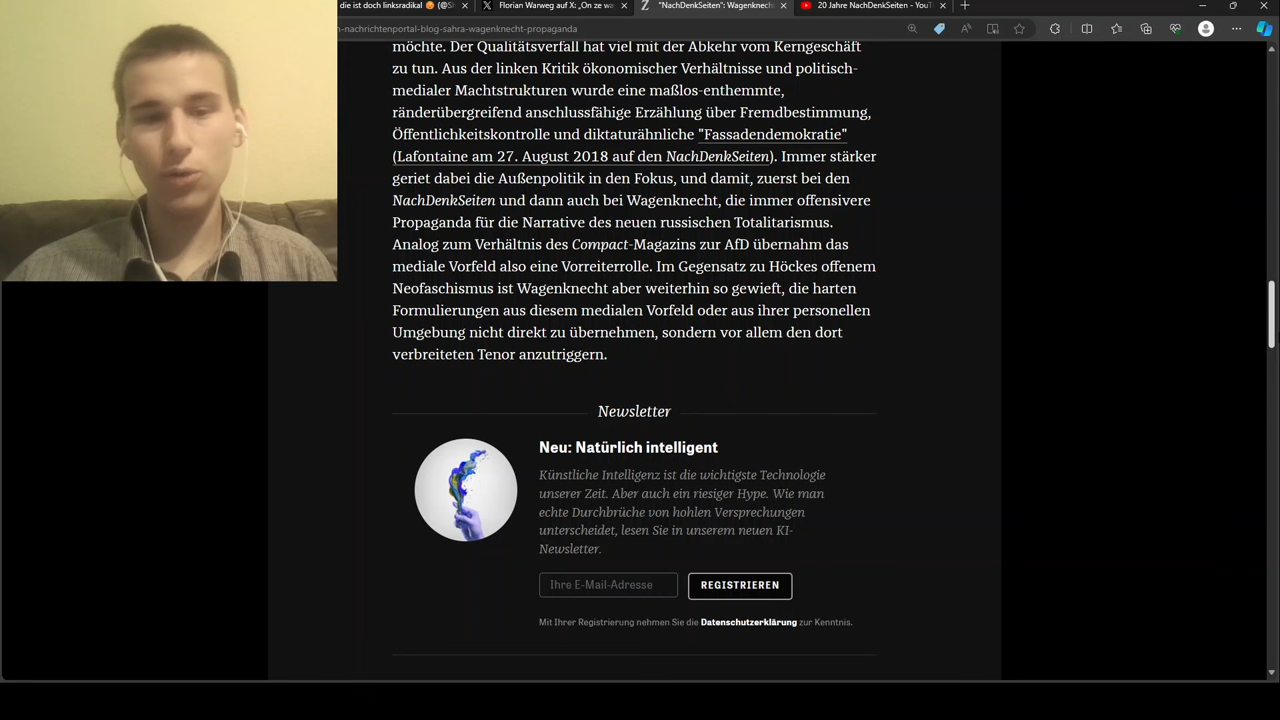 die ist doch linksradikal 😡 (@S
Florian Warweg auf X: „On ze wa
"NachDenkSeiten": Wagenknech
20 Jahre NachDenkSeiten - YouT
n-nachrichtenportal-blog-sahra-wagenknecht-propaganda
möchte. Der Qualitätsverfall hat viel mit der Abkehr vom Kerngeschäft
zu tun. Aus der linken Kritik ökonomischer Verhältnisse und politisch-
medialer Machtstrukturen wurde eine maßlos-enthemmte,
ränderübergreifend anschlussfähige Erzählung über Fremdbestimmung,
Öffentlichkeitskontrolle und diktaturähnliche "Fassadendemokratie"
(Lafontaine am 27. August 2018 auf den NachDenkSeiten). Immer stärker
geriet dabei die Außenpolitik in den Fokus, und damit, zuerst bei den
NachDenkSeiten und dann auch bei Wagenknecht, die immer offensivere
Propaganda für die Narrative des neuen russischen Totalitarismus.
Analog zum Verhältnis des Compact-Magazins zur AfD übernahm das
mediale Vorfeld also eine Vorreiterrolle. Im Gegensatz zu Höckes offenem
Neofaschismus ist Wagenknecht aber weiterhin so gewieft, die harten
Formulierungen aus diesem medialen Vorfeld oder aus ihrer personellen
Umgebung nicht direkt zu übernehmen, sondern vor allem den dort
verbreiteten Tenor anzutriggern.
Newsletter
Neu: Natürlich intelligent
Künstliche Intelligenz ist die wichtigste Technologie
unserer Zeit. Aber auch ein riesiger Hype. Wie man
echte Durchbrüche von hohlen Versprechungen
unterscheidet, lesen Sie in unserem neuen KI-
Newsletter.
Ihre E-Mail-Adresse
REGISTRIEREN
Mit Ihrer Registrierung nehmen Sie die Datenschutzerklärung zur Kenntnis.